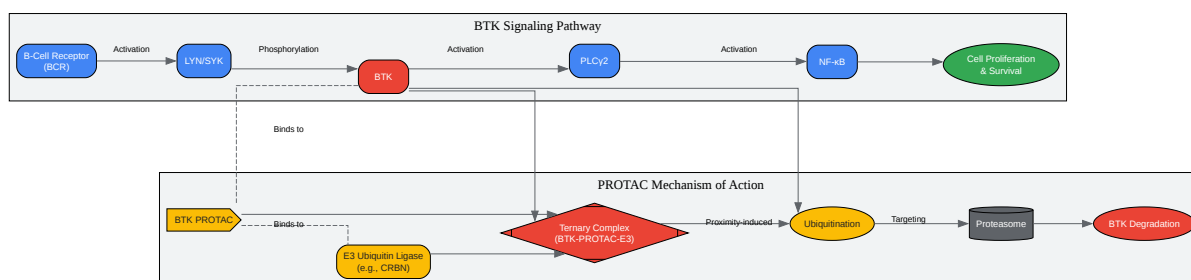 BTK Signaling Pathway
B-Cell Receptor
(BCR)
Activation
LYN/SYK
Phosphorylation
BTK
Activation
PLCγ2
Activation
NF-κB
Cell Proliferation
& Survival
Binds to
PROTAC Mechanism of Action
BTK PROTAC
Binds to
E3 Ubiquitin Ligase
(e.g., CRBN)
Ternary Complex
(BTK-PROTAC-E3)
Proximity-induced
Ubiquitination
Targeting
Proteasome
BTK Degradation